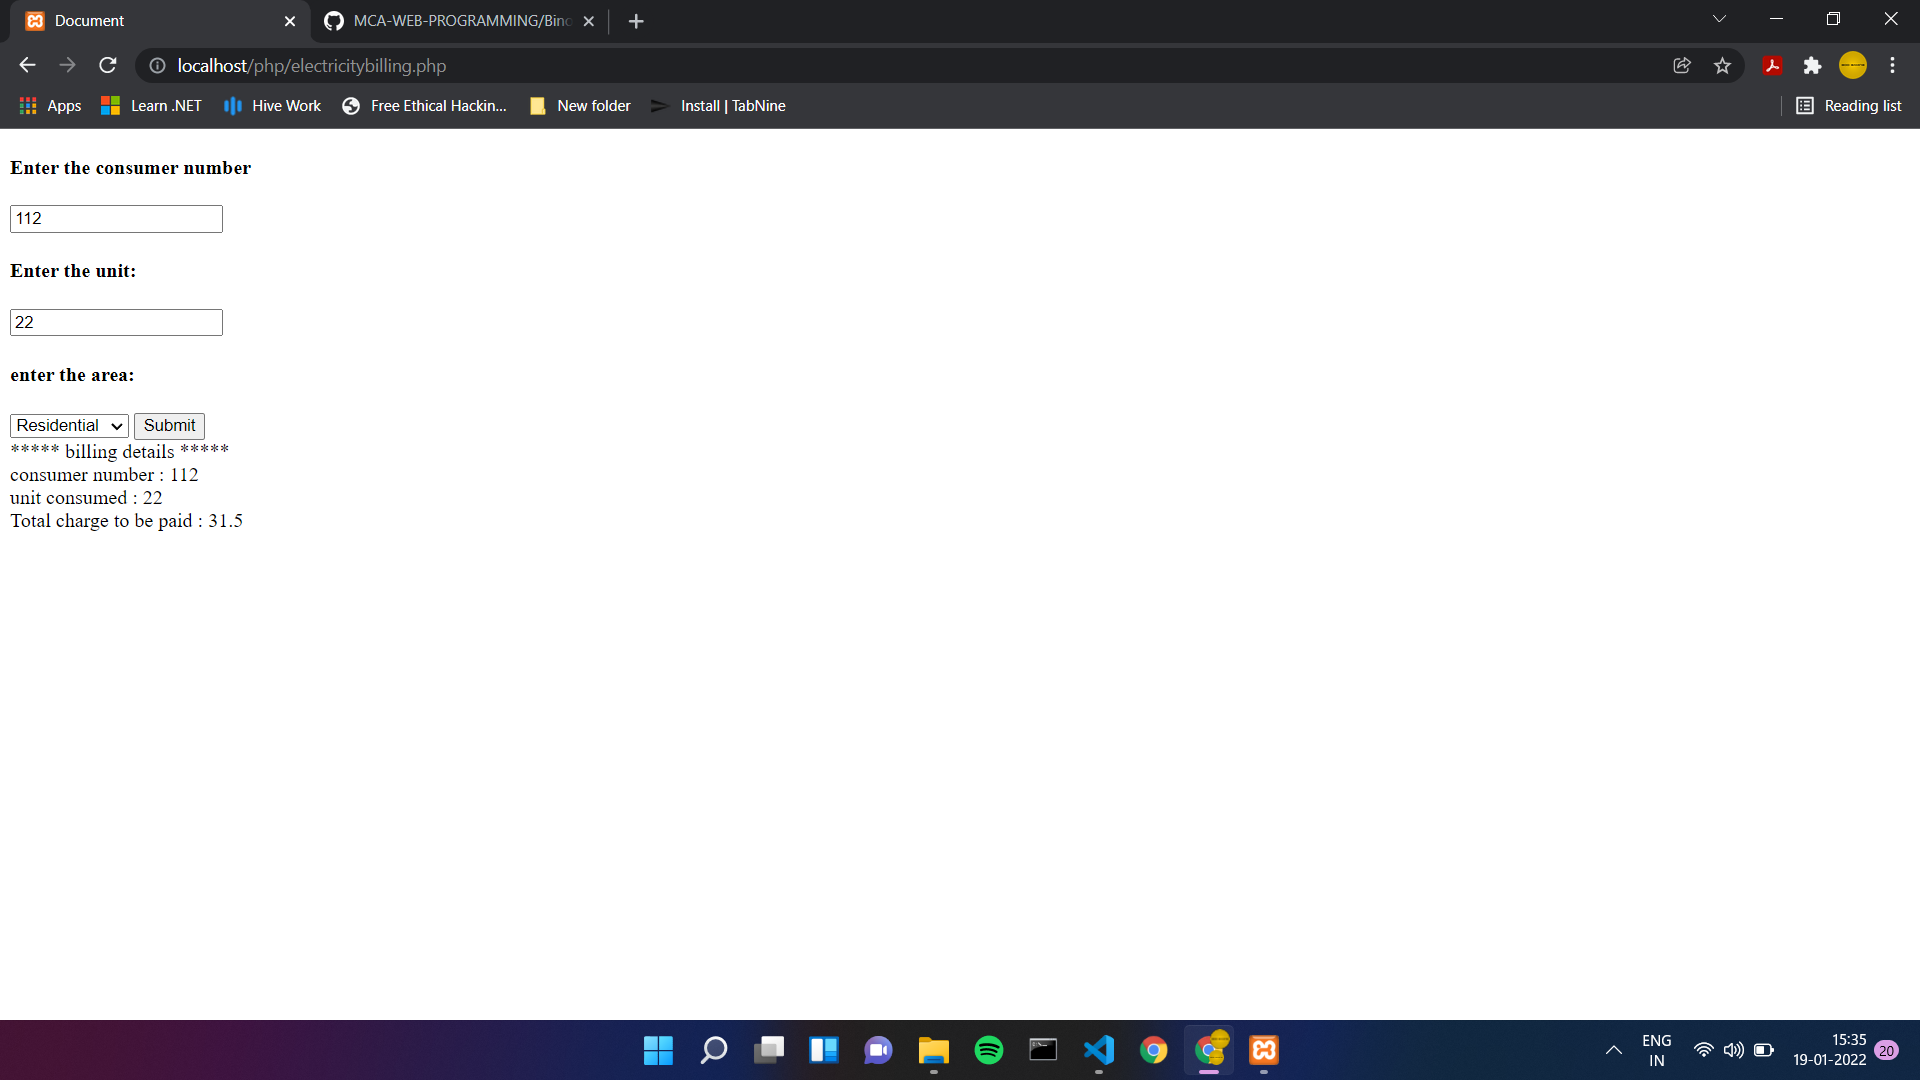 Document
MCA-WEB-PROGRAMMING/Bino
localhost/php/electricitybilling.php
Apps
Learn .NET
Hive Work
Free Ethical Hackin...
New folder
Install | TabNine
Reading list
Enter the consumer number
112
Enter the unit:
22
enter the area:
Residential
Submit
***** billing details *****
consumer number : 112
unit consumed : 22
Total charge to be paid : 31.5
ENG
IN
15:35
19-01-2022
20